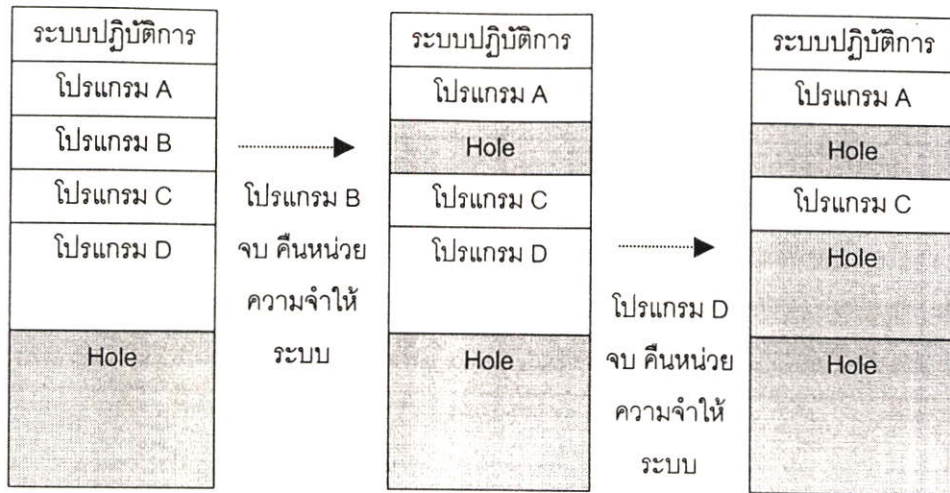 ระบบปฏิบัติการ
โปรแกรม A
โปรแกรม B
โปรแกรม C
โปรแกรม D
Hole
โปรแกรม B
จบ คืนหน่วย
ความจำให้
ระบบ
ระบบปฏิบัติการ
โปรแกรม A
Hole
โปรแกรม C
โปรแกรม D
Hole
โปรแกรม D
จบ คืนหน่วย
ความจำให้
ระบบ
ระบบปฏิบัติการ
โปรแกรม A
Hole
โปรแกรม C
Hole
Hole